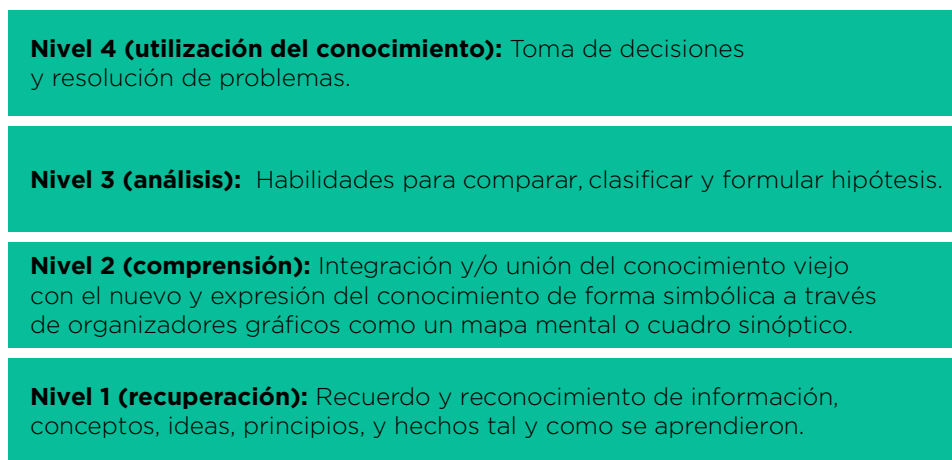 Nivel 4 (utilización del conocimiento): Toma de decisiones
y resolución de problemas.
Nivel 3 (análisis): Habilidades para comparar, clasificar y formular hipótesis.
Nivel 2 (comprensión): Integración y/o unión del conocimiento viejo
con el nuevo y expresión del conocimiento de forma simbólica a través
de organizadores gráficos como un mapa mental o cuadro sinóptico.
Nivel 1 (recuperación): Recuerdo y reconocimiento de información,
conceptos, ideas, principios, y hechos tal y como se aprendieron.